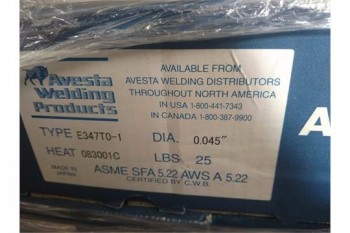 Avesta
Welding
Products
AVAILABLE FROM
AVESTA WELDING DISTRIBUTORS
THROUGHOUT NORTH AMERICA
IN USA 1-800-441-7343
IN CANADA 1-800-387-9900
TYPE E347T0-1 DIA. 0.045"
HEAT 083001C LBS 25
MADE IN
ASME SFA 5.22 AWS A 5.22
CERTIFIED BY C.W.B.
A